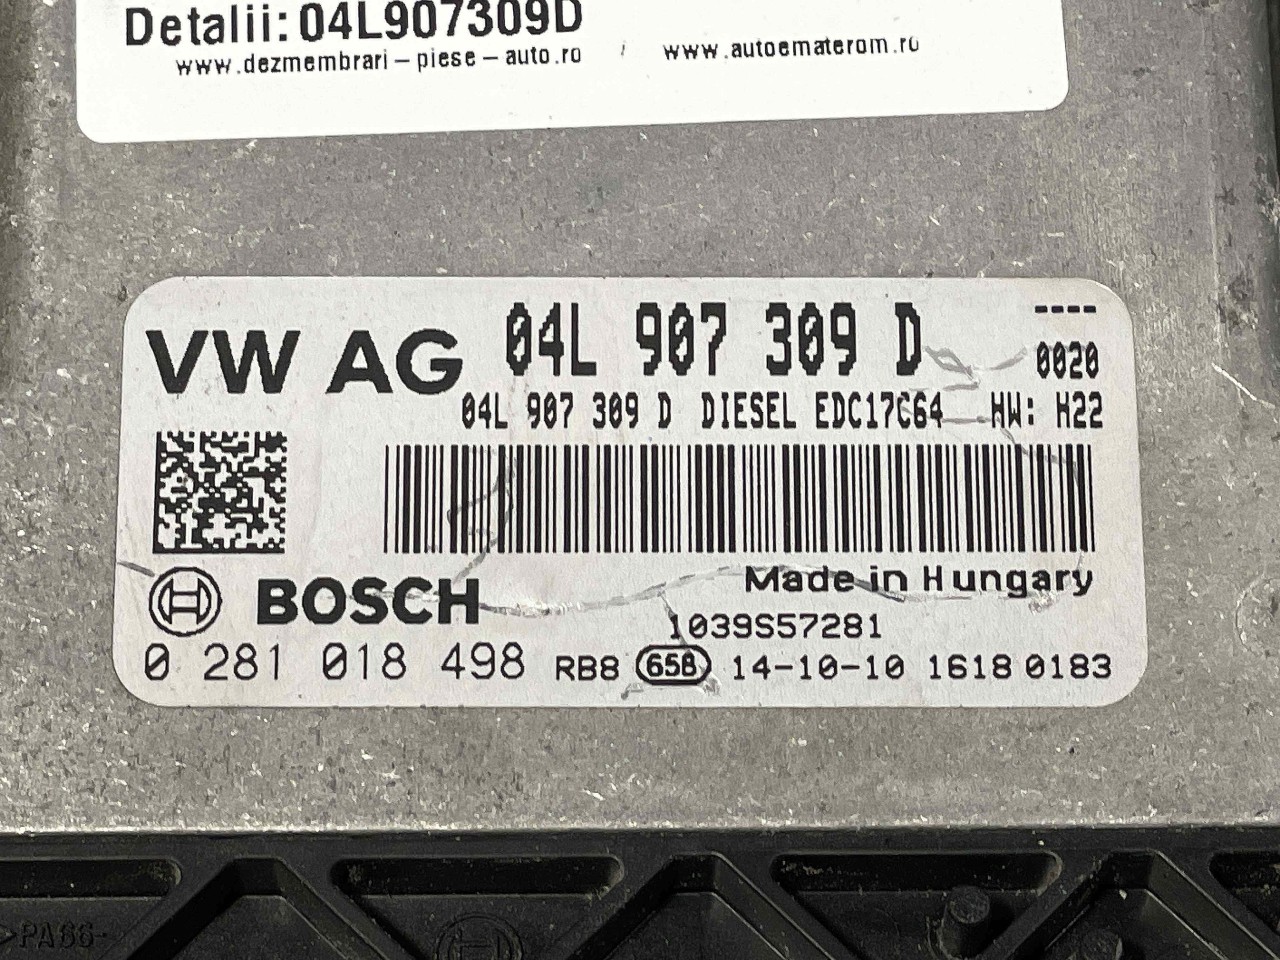 Detalii: 04L907309D
www.dezmembrari-piese-auto.ro / www.autoematerom.ro
VW AG 04L 907 309 D ----
0020
04L 907 309 D DIESEL EDC17C64 HW: H22
BOSCH Made in Hungary
1039S57281
0 281 018 498 RB8 658 14-10-10 1618 0183
>PA66-